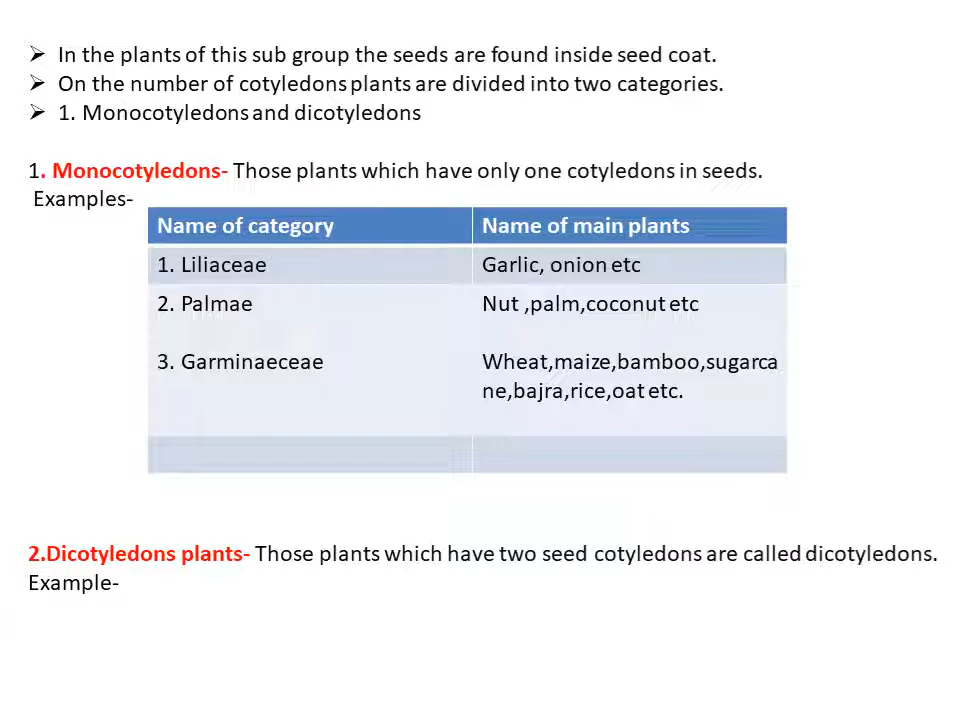 ➢ In the plants of this sub group the seeds are found inside seed coat.
➢ On the number of cotyledons plants are divided into two categories.
➢ 1. Monocotyledons and dicotyledons
1. Monocotyledons- Those plants which have only one cotyledons in seeds.
Examples-
Name of category Name of main plants
1. Liliaceae Garlic, onion etc
2. Palmae Nut ,palm,coconut etc
3. Garminaeceae Wheat,maize,bamboo,sugarca
ne,bajra,rice,oat etc.
2.Dicotyledons plants- Those plants which have two seed cotyledons are called dicotyledons.
Example-